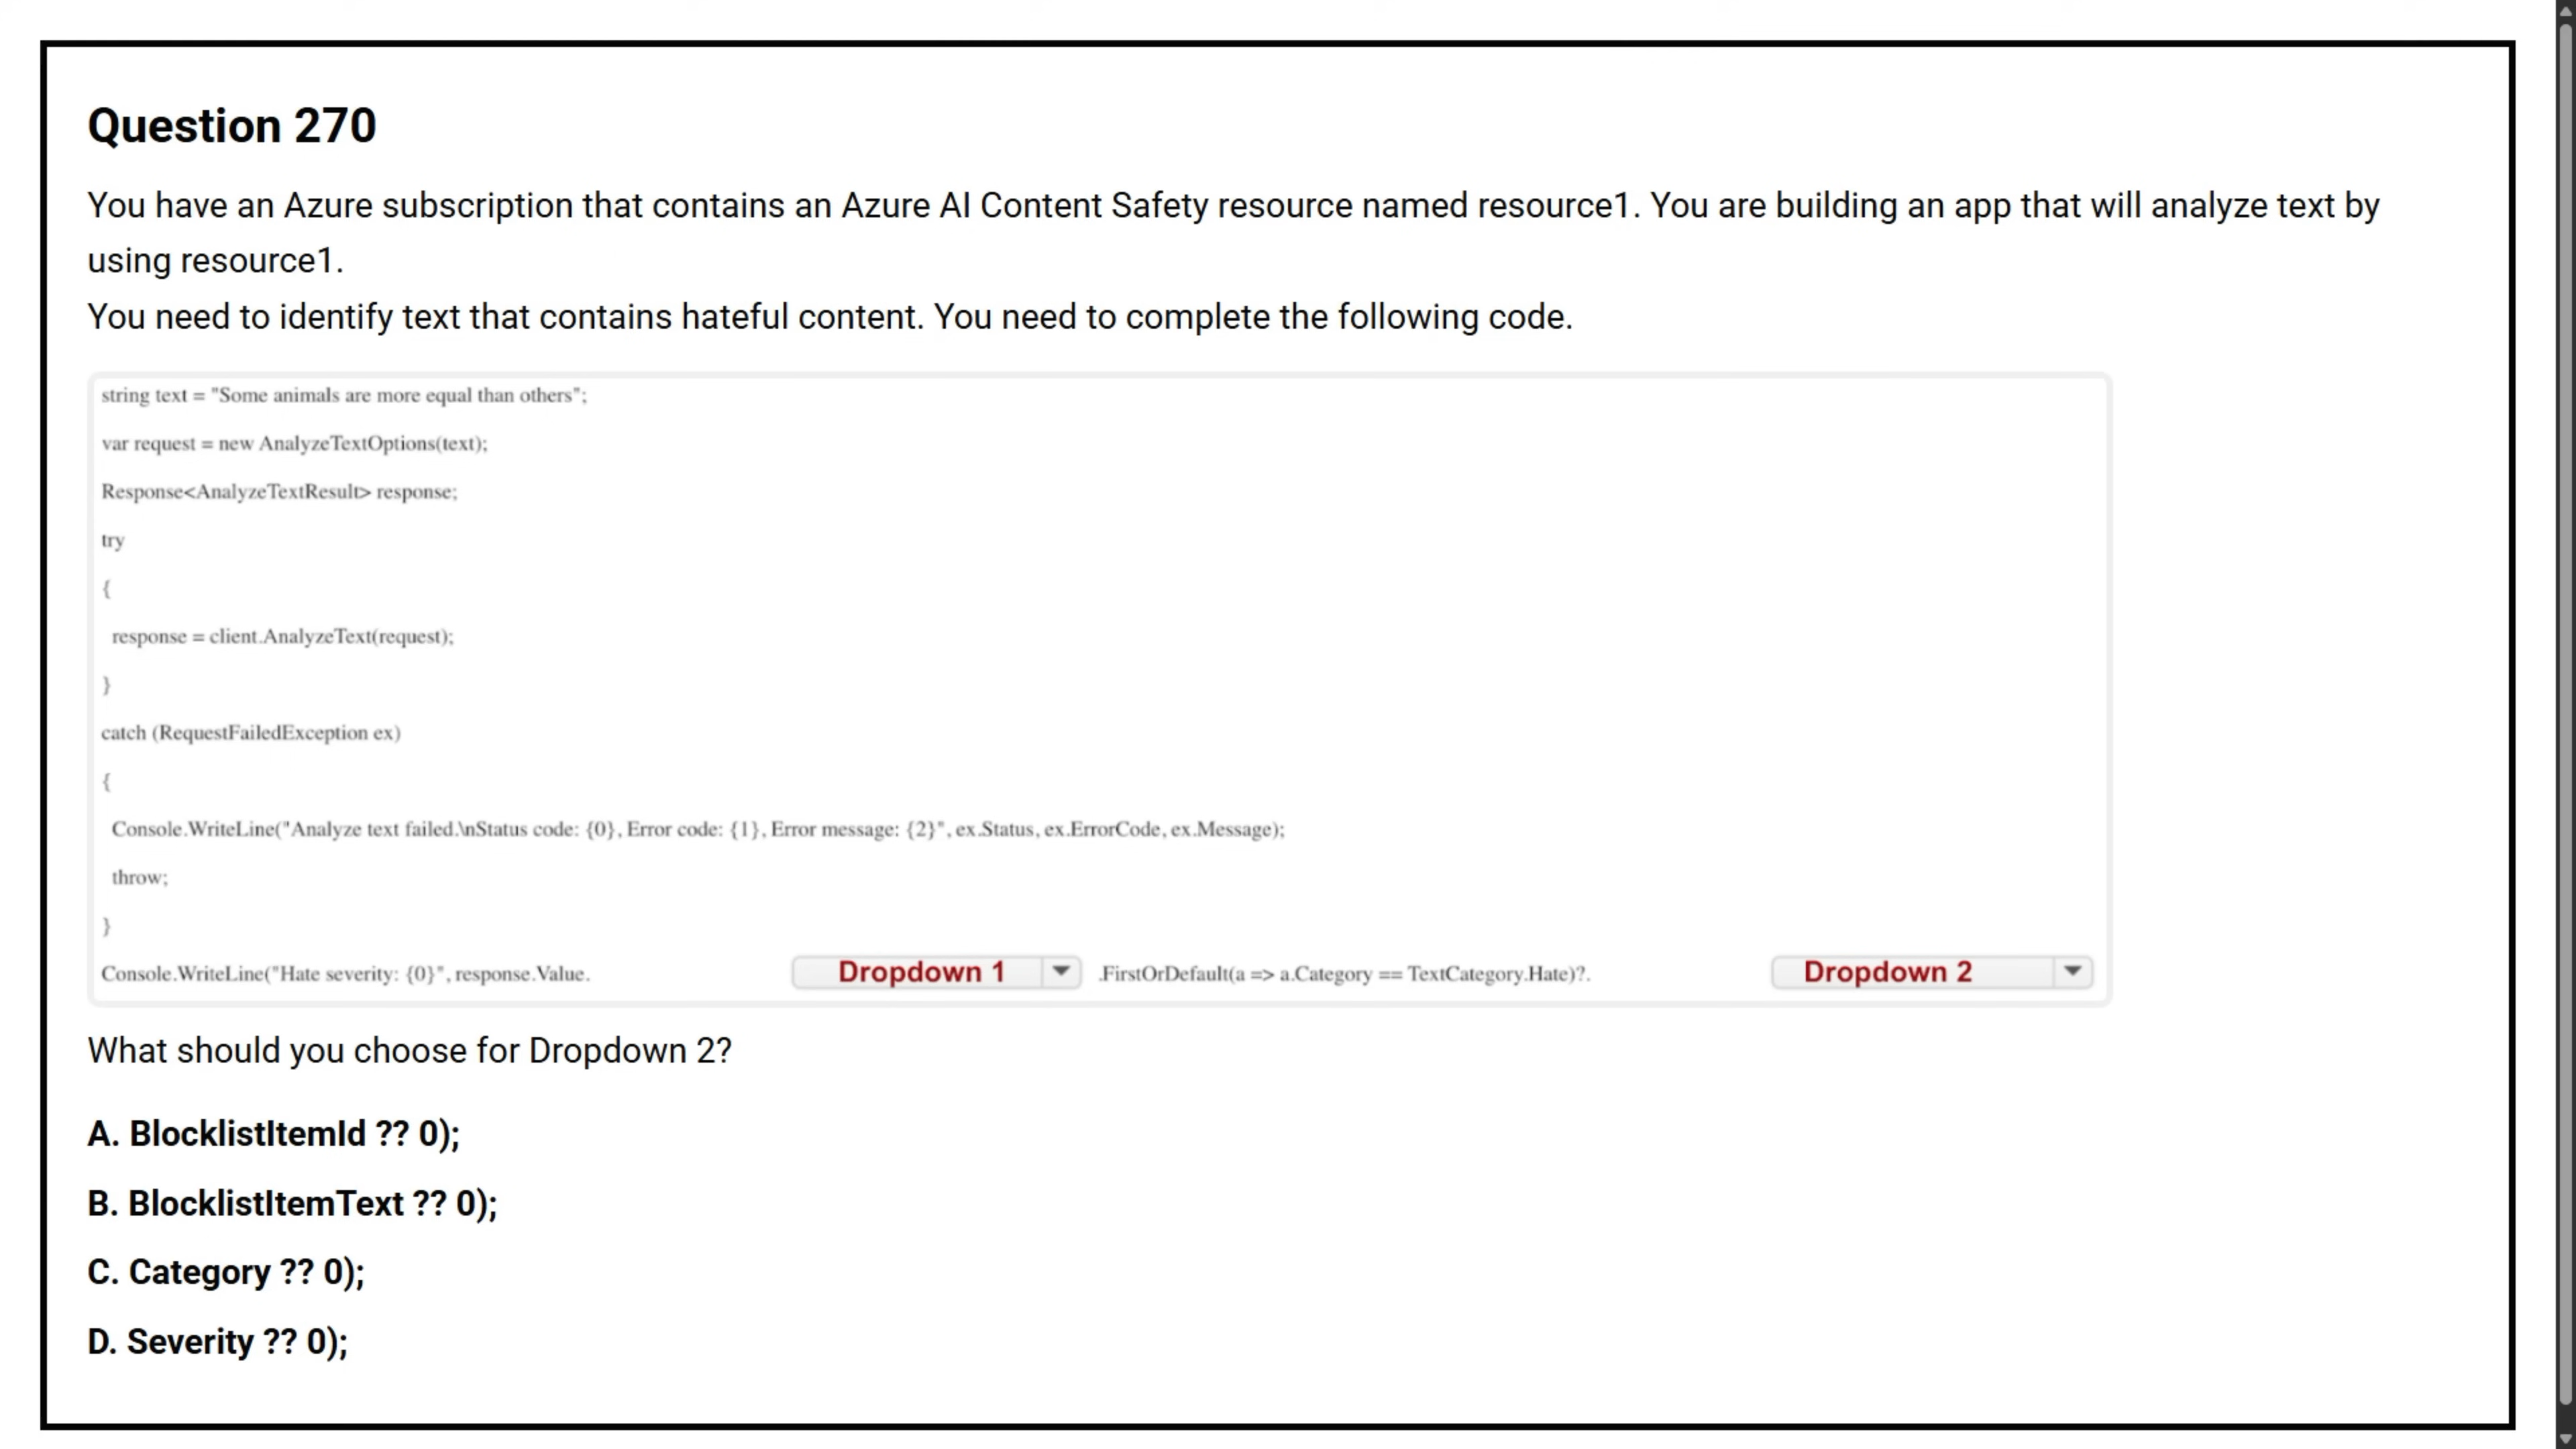 Question 270
You have an Azure subscription that contains an Azure AI Content Safety resource named resource1. You are building an app that will analyze text by
using resource1.
You need to identify text that contains hateful content. You need to complete the following code.
string text = "Some animals are more equal than others";
var request = new AnalyzeTextOptions(text);
Response<AnalyzeTextResult> response;
try
{
response = client.AnalyzeText(request);
}
catch (RequestFailedException ex)
{
Console.WriteLine("Analyze text failed.\nStatus code: {0}, Error code: {1}, Error message: {2}", ex.Status, ex.ErrorCode, ex.Message);
throw;
}
Console.WriteLine("Hate severity: {0}", response.Value. Dropdown 1 .FirstOrDefault(a => a.Category == TextCategory.Hate)?. Dropdown 2
What should you choose for Dropdown 2?
A. BlocklistItemId ?? 0);
B. BlocklistItemText ?? 0);
C. Category ?? 0);
D. Severity ?? 0);